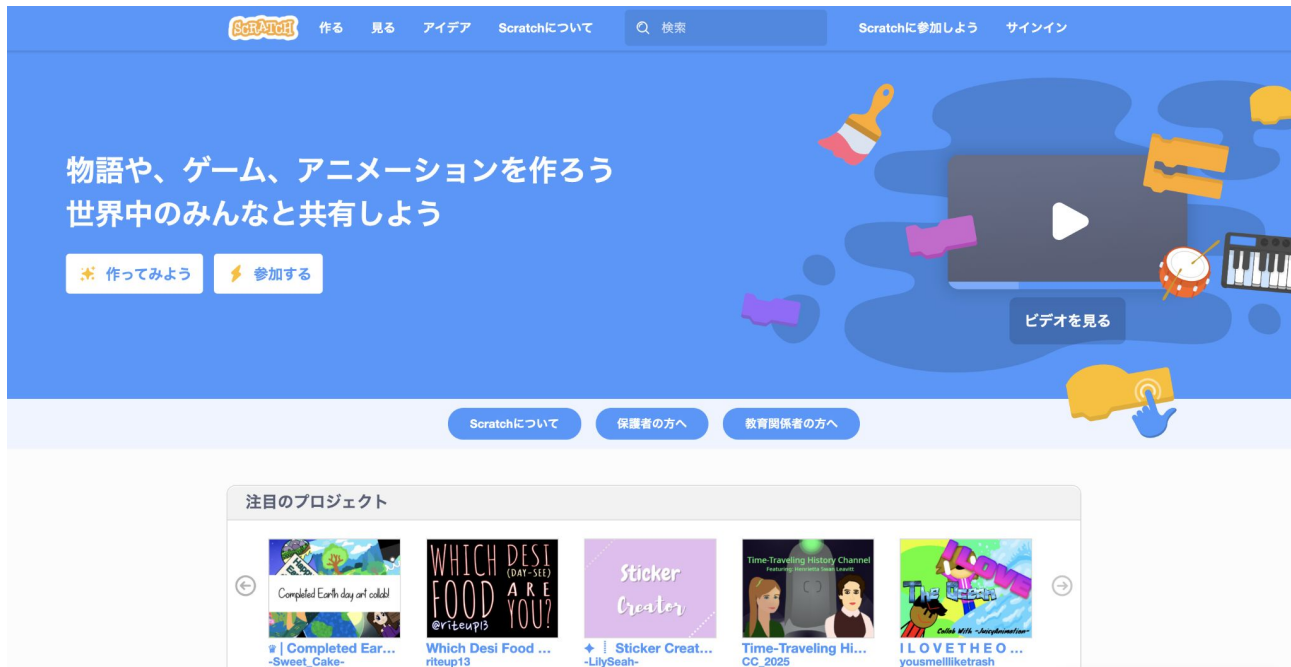 SCRATCH 作る 見る アイデア Scratchについて 検索 Scratchに参加しよう サインイン
物語や、ゲーム、アニメーションを作ろう
世界中のみんなと共有しよう
作ってみよう 参加する
ビデオを見る
Scratchについて 保護者の方へ 教育関係者の方へ
注目のプロジェクト
Completed Earth day art collab!
WHICH DESI
(DAY-SEE)
FOOD ARE
YOU?
@riteup13
Sticker
Creator
Time-Traveling History Channel
Featuring: Henrietta Swan Leavitt
I LOVE
The Ocean
Collab With -JuicyAnimation-
♛ | Completed Ear...
-Sweet_Cake-
Which Desi Food ...
riteup13
✦ ┊ Sticker Creat...
-LilySeah-
Time-Traveling Hi...
CC_2025
I L O V E T H E O ...
yousmellliketrash